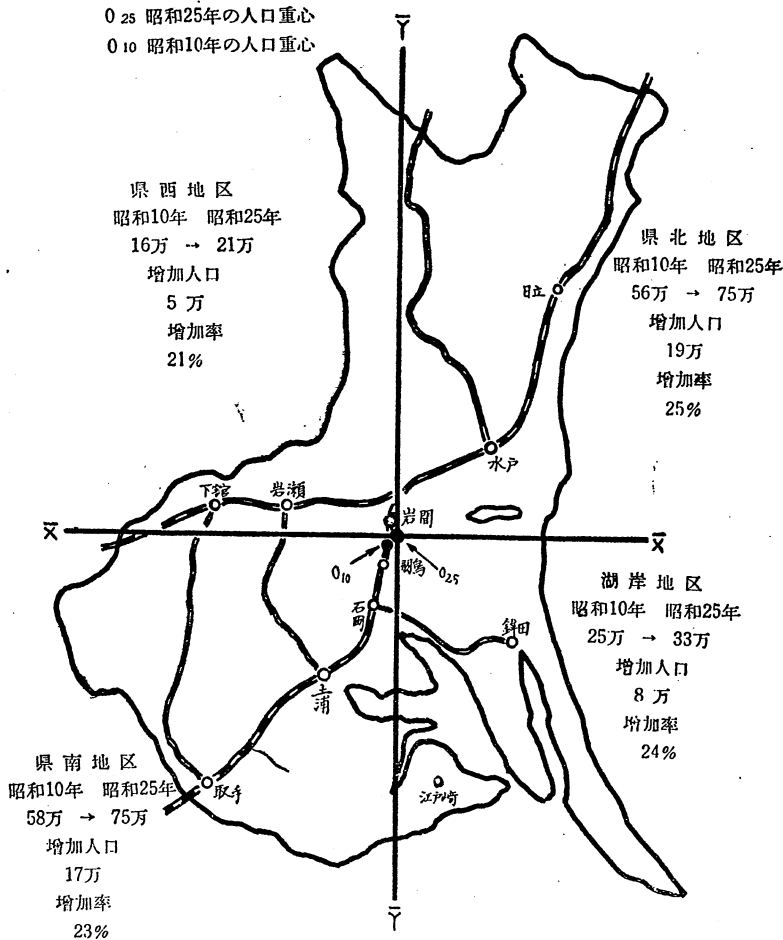 O 25 昭和25年の人口重心
O 10 昭和10年の人口重心
Y
県西地区
昭和10年 昭和25年
16万 → 21万
増加人口
5万
増加率
21%
県北地区
昭和10年 昭和25年
56万 → 75万
増加人口
19万
増加率
25%
日立
水戸
下館
岩瀬
岩間
X
X
O10
羽鳥
O25
石岡
鉾田
土浦
湖岸地区
昭和10年 昭和25年
25万 → 33万
増加人口
8万
増加率
24%
県南地区
昭和10年 昭和25年
58万 → 75万
増加人口
17万
増加率
23%
取手
江戸崎
Y